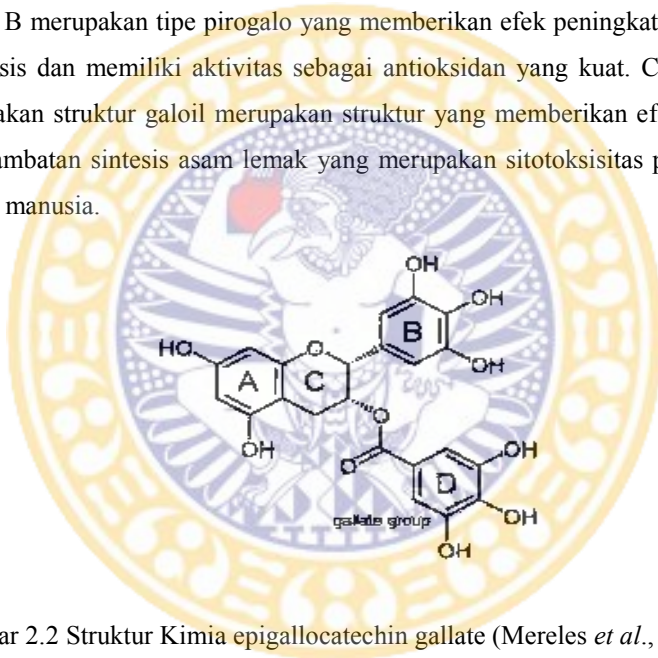 B merupakan tipe pirogalo yang memberikan efek peningkat
sis dan memiliki aktivitas sebagai antioksidan yang kuat. C
akan struktur galoil merupakan struktur yang memberikan ef
ambatan sintesis asam lemak yang merupakan sitotoksisitas p
manusia.
OH
OH
B
HO
O
OH
A
C
OH
O
O
OH
D
gallate group
OH
OH
ar 2.2 Struktur Kimia epigallocatechin gallate (Mereles et al.,